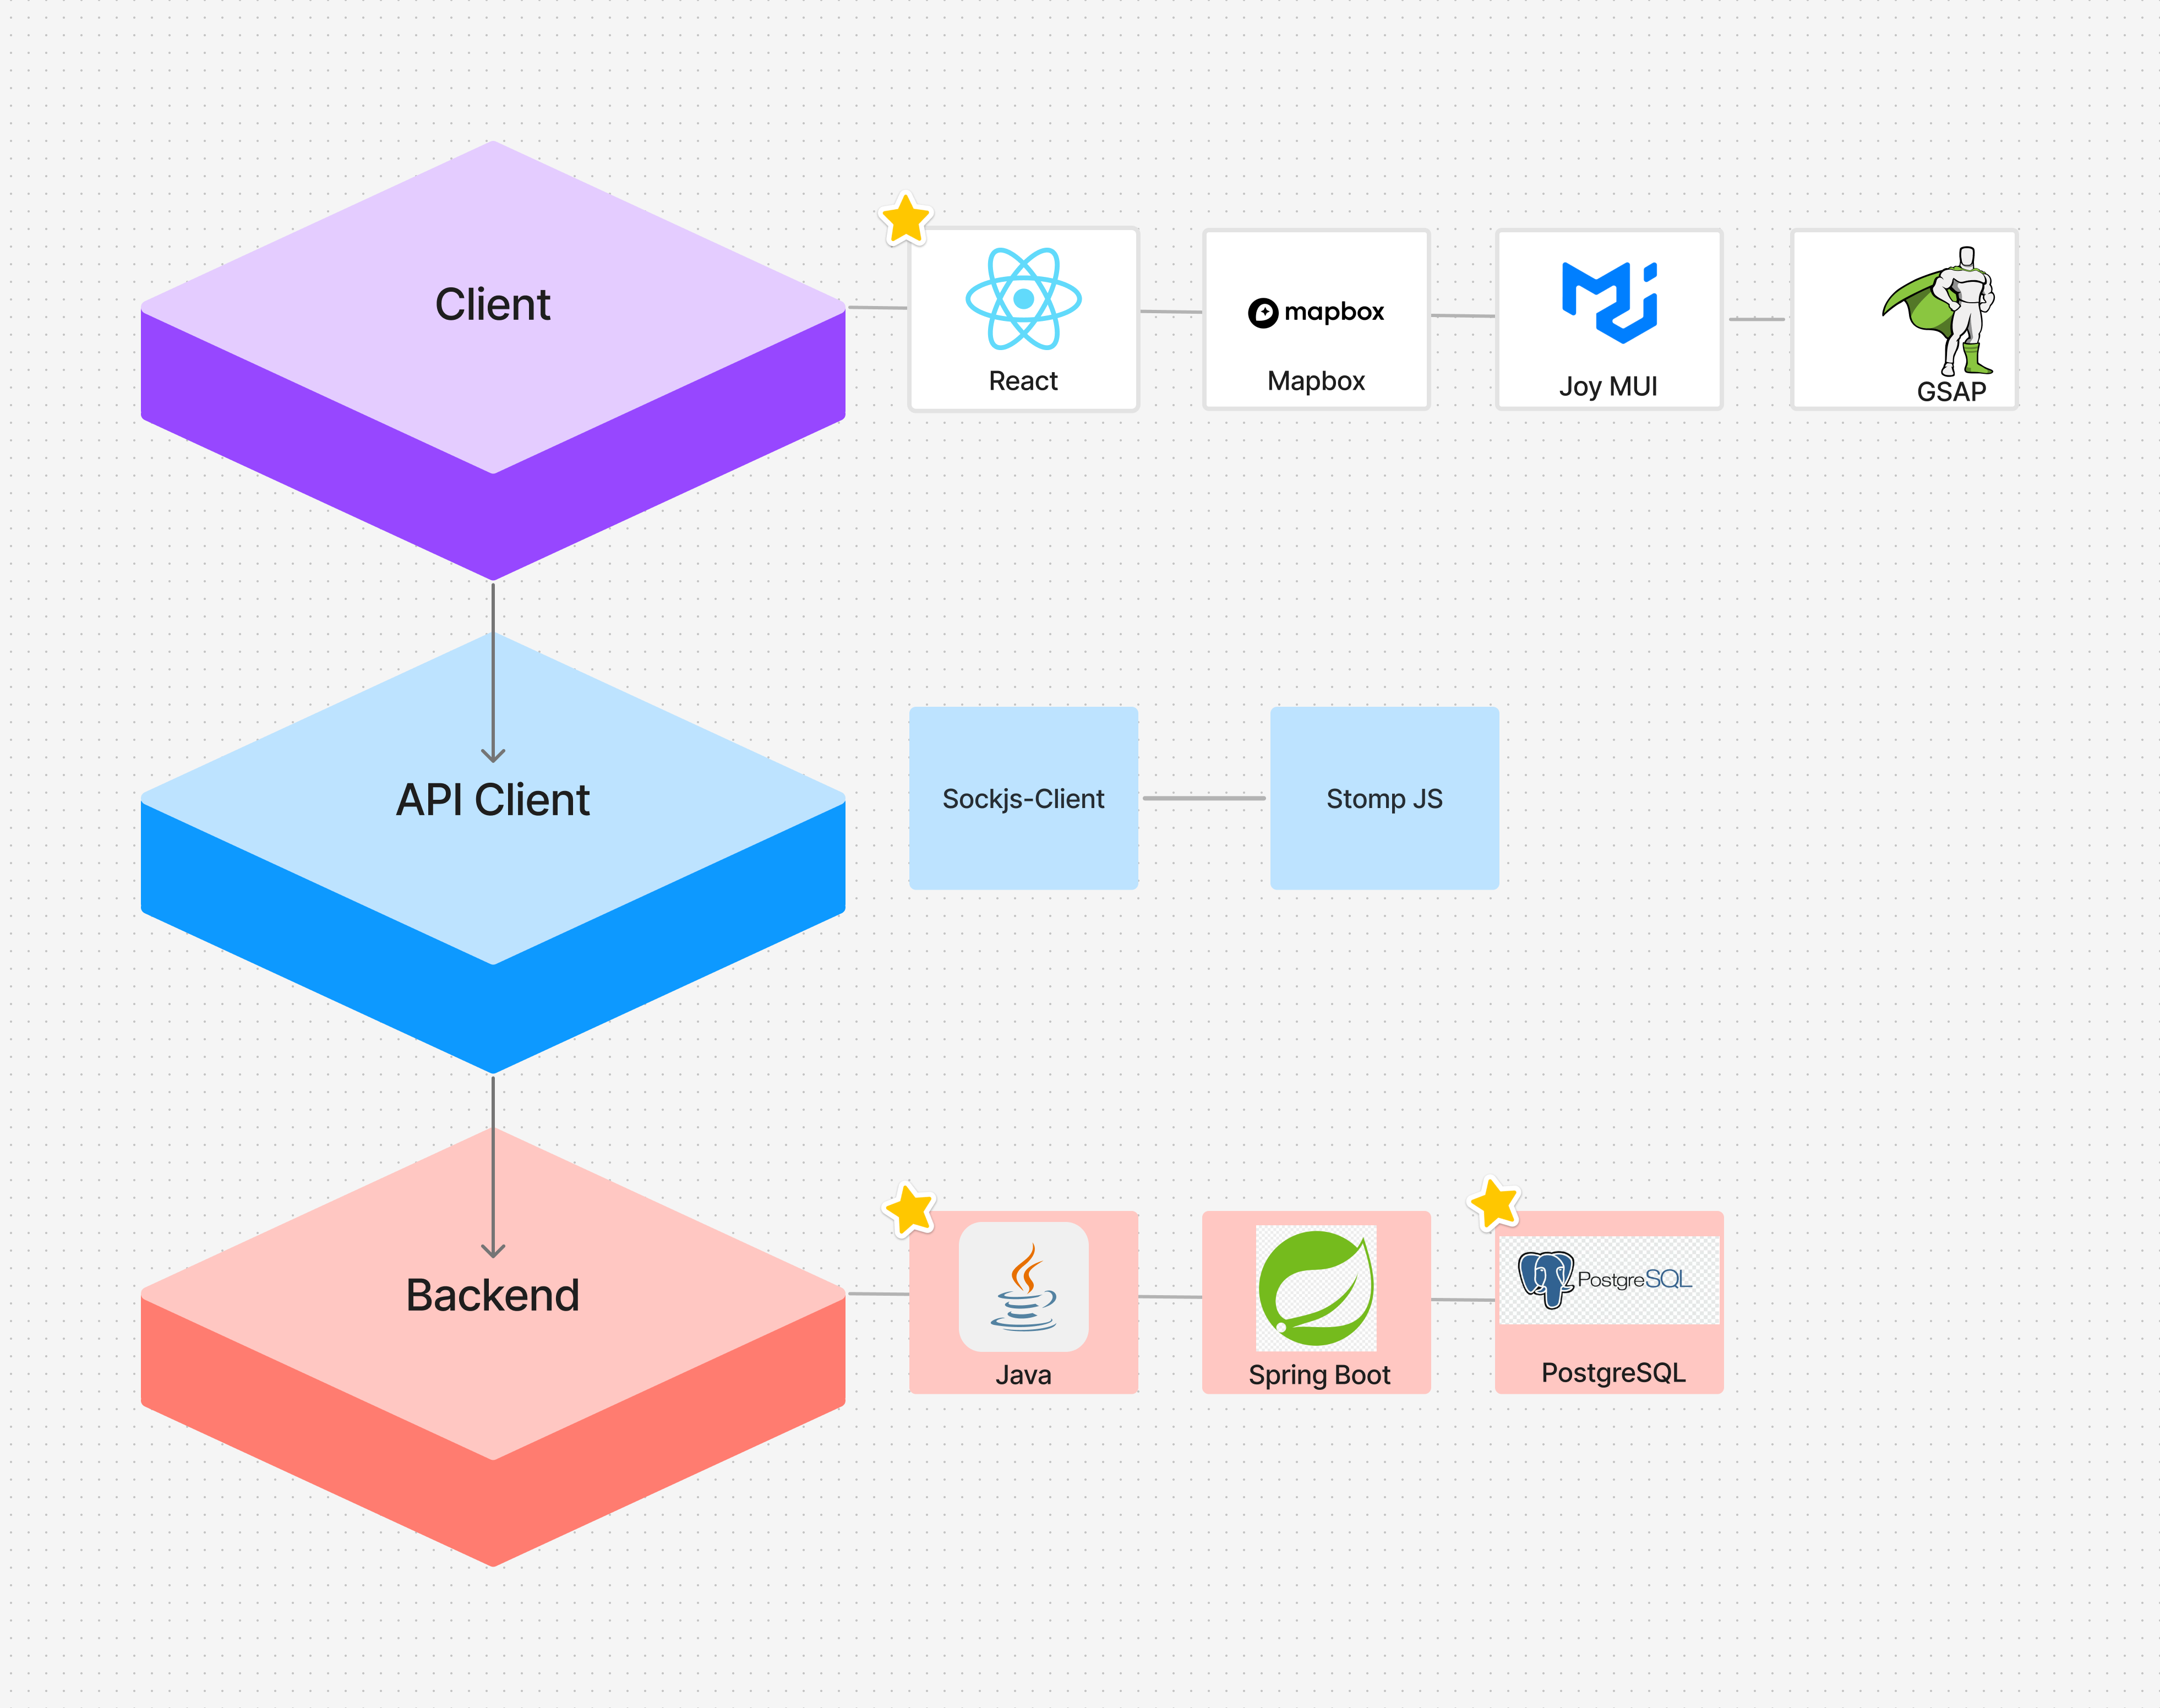 Client
React
mapbox
Mapbox
Joy MUI
GSAP
API Client
Sockjs-Client
Stomp JS
Backend
Java
Spring Boot
PostgreSQL
PostgreSQL